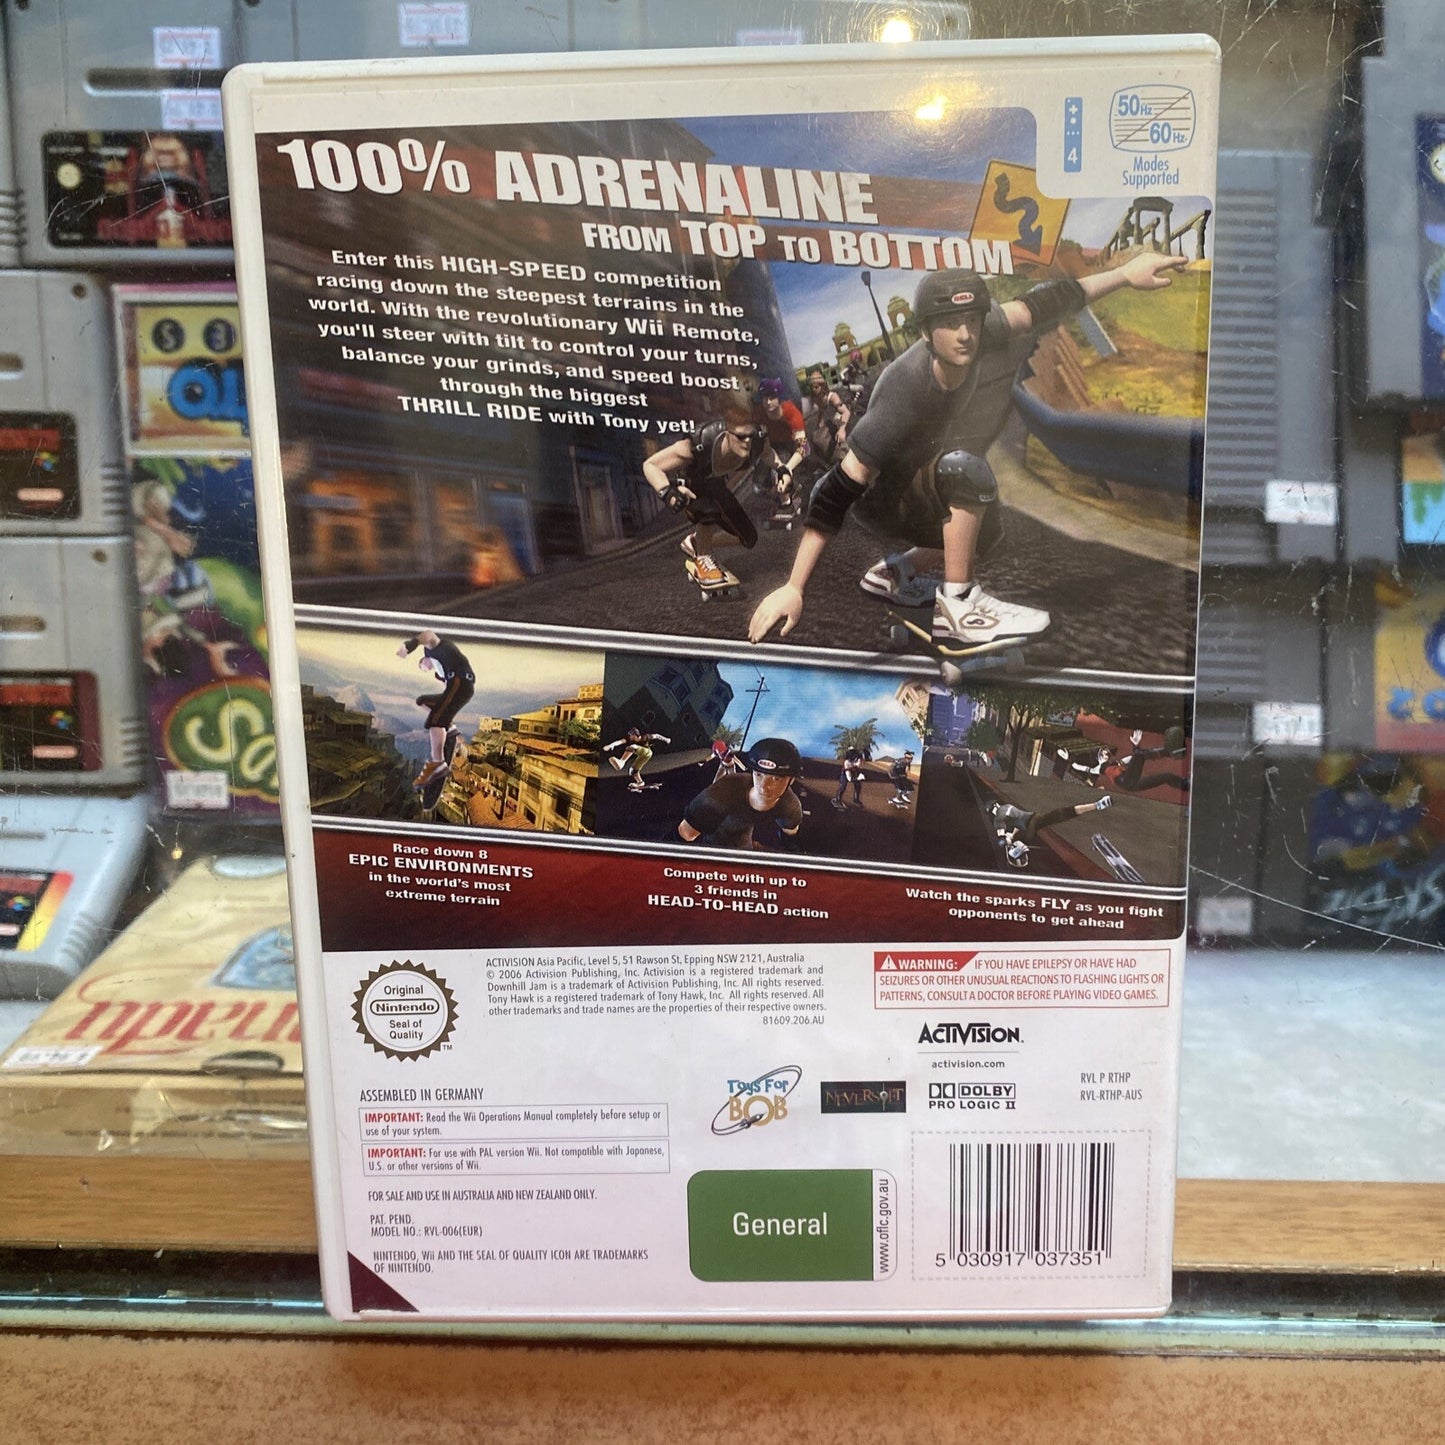 50Hz
60Hz
4
Modes
Supported
100% ADRENALINE
FROM TOP TO BOTTOM
Enter this HIGH-SPEED competition
racing down the steepest terrains in the
world. With the revolutionary Wii Remote,
you'll steer with tilt to control your turns,
balance your grinds, and speed boost
through the biggest
THRILL RIDE with Tony yet!
BELL
BELL
Race down 8
EPIC ENVIRONMENTS
in the world's most
extreme terrain
Compete with up to
3 friends in
HEAD-TO-HEAD action
Watch the sparks FLY as you fight
opponents to get ahead
Original
Nintendo
Seal of
Quality
TM
ACTIVISION Asia Pacific, Level 5, 51 Rawson St, Epping NSW 2121, Australia
© 2006 Activision Publishing, Inc. Activision is a registered trademark and
Downhill Jam is a trademark of Activision Publishing, Inc. All rights reserved.
Tony Hawk is a registered trademark of Tony Hawk, Inc. All rights reserved. All
other trademarks and trade names are the properties of their respective owners.
81609.206.AU
WARNING: IF YOU HAVE EPILEPSY OR HAVE HAD
SEIZURES OR OTHER UNUSUAL REACTIONS TO FLASHING LIGHTS OR
PATTERNS, CONSULT A DOCTOR BEFORE PLAYING VIDEO GAMES.
ACTIVISION.
activision.com
DOLBY
PRO LOGIC II
RVL P RTHP
RVL-RTHP-AUS
TOYS FOR
BOB
NEVERSOFT
ASSEMBLED IN GERMANY
IMPORTANT: Read the Wii Operations Manual completely before setup or
use of your system.
IMPORTANT: For use with PAL version Wii. Not compatible with Japanese,
U.S. or other versions of Wii.
FOR SALE AND USE IN AUSTRALIA AND NEW ZEALAND ONLY.
PAT. PEND.
MODEL NO.: RVL-006(EUR)
NINTENDO, Wii AND THE SEAL OF QUALITY ICON ARE TRADEMARKS
OF NINTENDO.
General
www.oflc.gov.au
5 030917 037351